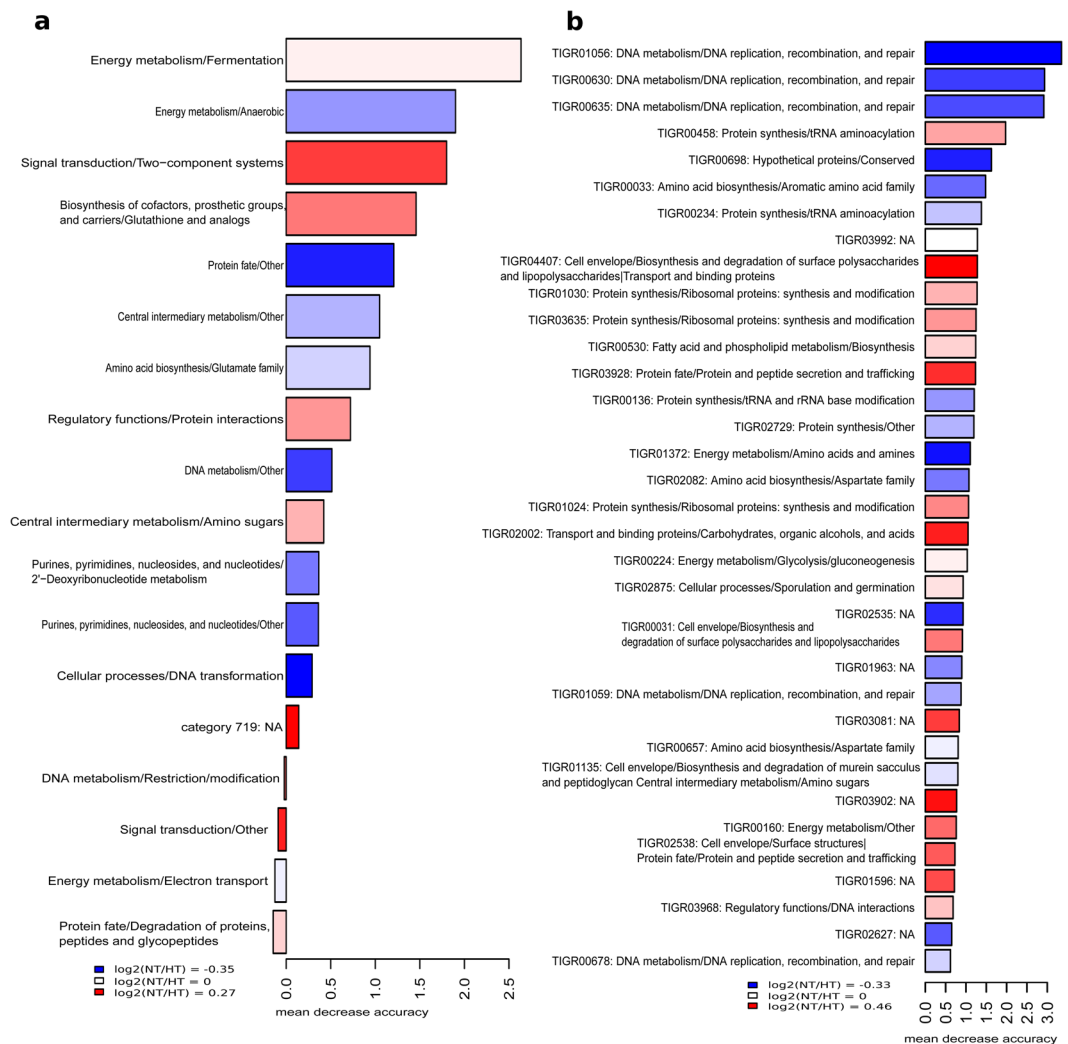 a
Energy metabolism/Fermentation
Energy metabolism/Anaerobic
Signal transduction/Two−component systems
Biosynthesis of cofactors, prosthetic groups,
and carriers/Glutathione and analogs
Protein fate/Other
Central intermediary metabolism/Other
Amino acid biosynthesis/Glutamate family
Regulatory functions/Protein interactions
DNA metabolism/Other
Central intermediary metabolism/Amino sugars
Purines, pyrimidines, nucleosides, and nucleotides/
2'−Deoxyribonucleotide metabolism
Purines, pyrimidines, nucleosides, and nucleotides/Other
Cellular processes/DNA transformation
category 719: NA
DNA metabolism/Restriction/modification
Signal transduction/Other
Energy metabolism/Electron transport
Protein fate/Degradation of proteins,
peptides and glycopeptides
log2(NT/HT) = -0.35
log2(NT/HT) = 0
log2(NT/HT) = 0.27
0.0 0.5 1.0 1.5 2.0 2.5
mean decrease accuracy
b
TIGR01056: DNA metabolism/DNA replication, recombination, and repair
TIGR00630: DNA metabolism/DNA replication, recombination, and repair
TIGR00635: DNA metabolism/DNA replication, recombination, and repair
TIGR00458: Protein synthesis/tRNA aminoacylation
TIGR00698: Hypothetical proteins/Conserved
TIGR00033: Amino acid biosynthesis/Aromatic amino acid family
TIGR00234: Protein synthesis/tRNA aminoacylation
TIGR03992: NA
TIGR04407: Cell envelope/Biosynthesis and degradation of surface polysaccharides
and lipopolysaccharides|Transport and binding proteins
TIGR01030: Protein synthesis/Ribosomal proteins: synthesis and modification
TIGR03635: Protein synthesis/Ribosomal proteins: synthesis and modification
TIGR00530: Fatty acid and phospholipid metabolism/Biosynthesis
TIGR03928: Protein fate/Protein and peptide secretion and trafficking
TIGR00136: Protein synthesis/tRNA and rRNA base modification
TIGR02729: Protein synthesis/Other
TIGR01372: Energy metabolism/Amino acids and amines
TIGR02082: Amino acid biosynthesis/Aspartate family
TIGR01024: Protein synthesis/Ribosomal proteins: synthesis and modification
TIGR02002: Transport and binding proteins/Carbohydrates, organic alcohols, and acids
TIGR00224: Energy metabolism/Glycolysis/gluconeogenesis
TIGR02875: Cellular processes/Sporulation and germination
TIGR02535: NA
TIGR00031: Cell envelope/Biosynthesis and
degradation of surface polysaccharides and lipopolysaccharides
TIGR01963: NA
TIGR01059: DNA metabolism/DNA replication, recombination, and repair
TIGR03081: NA
TIGR00657: Amino acid biosynthesis/Aspartate family
TIGR01135: Cell envelope/Biosynthesis and degradation of murein sacculus
and peptidoglycan Central intermediary metabolism/Amino sugars
TIGR03902: NA
TIGR00160: Energy metabolism/Other
TIGR02538: Cell envelope/Surface structures|
Protein fate/Protein and peptide secretion and trafficking
TIGR01596: NA
TIGR03968: Regulatory functions/DNA interactions
TIGR02627: NA
TIGR00678: DNA metabolism/DNA replication, recombination, and repair
log2(NT/HT) = -0.33
log2(NT/HT) = 0
log2(NT/HT) = 0.46
0.0 0.5 1.0 1.5 2.0 2.5 3.0
mean decrease accuracy